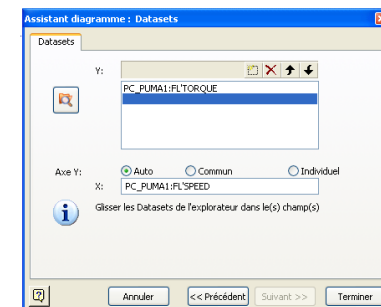 Assistant diagramme : Datasets
Datasets
Y:
PC_PUMA1:FL'TORQUE
Axe Y: Auto Commun Individuel
X: PC_PUMA1:FL'SPEED
Glisser les Datasets de l'explorateur dans le(s) champ(s)
Annuler << Précédent Suivant >> Terminer